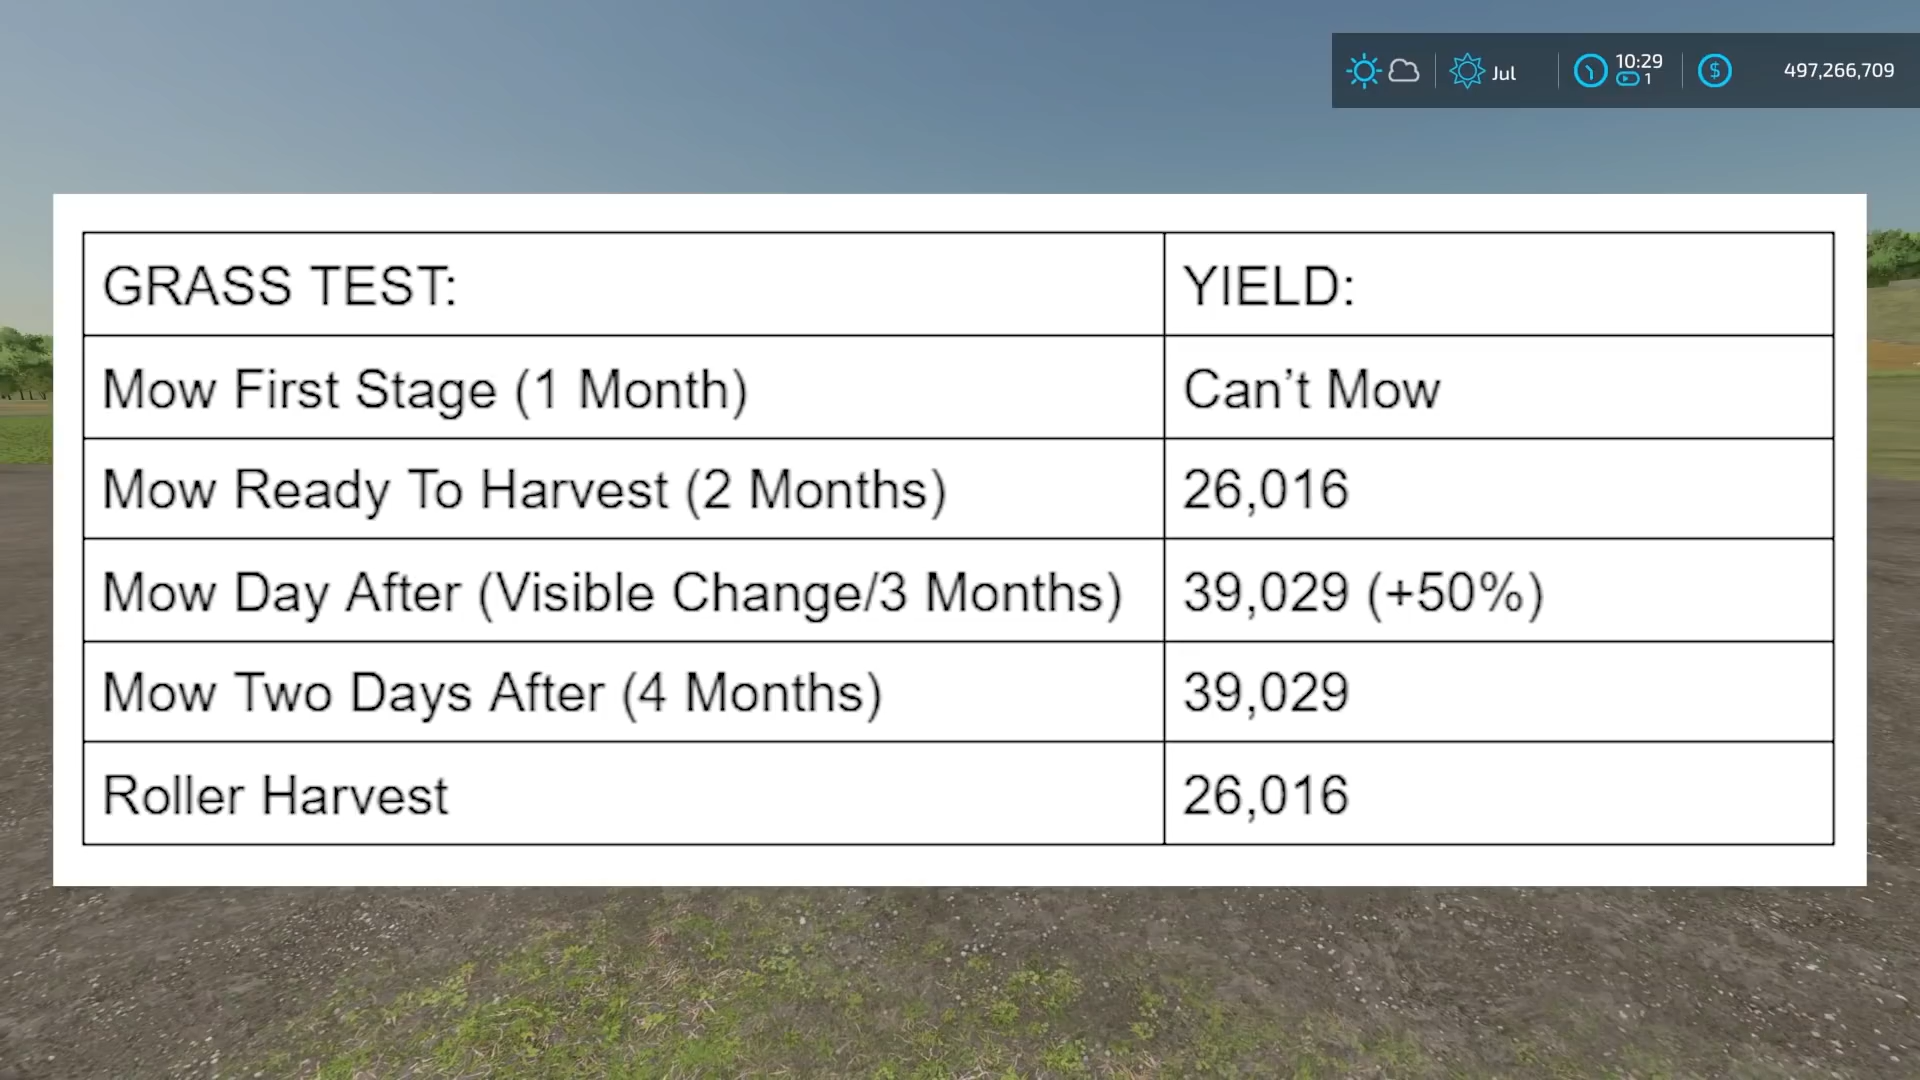 Jul
10:29
1
497,266,709
GRASS TEST: YIELD:
Mow First Stage (1 Month) Can’t Mow
Mow Ready To Harvest (2 Months) 26,016
Mow Day After (Visible Change/3 Months) 39,029 (+50%)
Mow Two Days After (4 Months) 39,029
Roller Harvest 26,016